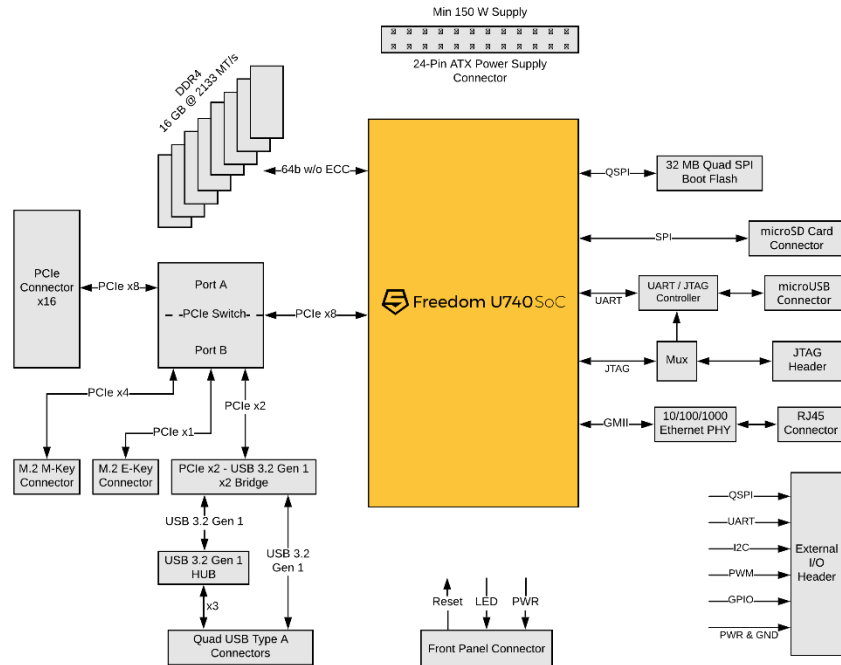 Min 150 W Supply
24-Pin ATX Power Supply
Connector
DDR4
16 GB @ 2133 MT/s
64b w/o ECC
QSPI
32 MB Quad SPI
Boot Flash
SPI
microSD Card
Connector
PCIe
Connector
x16
PCIe x8
Port A
PCIe Switch
Port B
PCIe x8
Freedom U740 SoC
UART
UART / JTAG
Controller
microUSB
Connector
JTAG
Mux
JTAG
Header
GMII
10/100/1000
Ethernet PHY
RJ45
Connector
PCIe x4
PCIe x1
PCIe x2
M.2 M-Key
Connector
M.2 E-Key
Connector
PCIe x2 - USB 3.2 Gen 1
x2 Bridge
USB 3.2 Gen 1
USB 3.2
Gen 1
USB 3.2 Gen 1
HUB
x3
Quad USB Type A
Connectors
Reset
LED
PWR
Front Panel Connector
QSPI
UART
I2C
PWM
GPIO
PWR & GND
External
I/O
Header